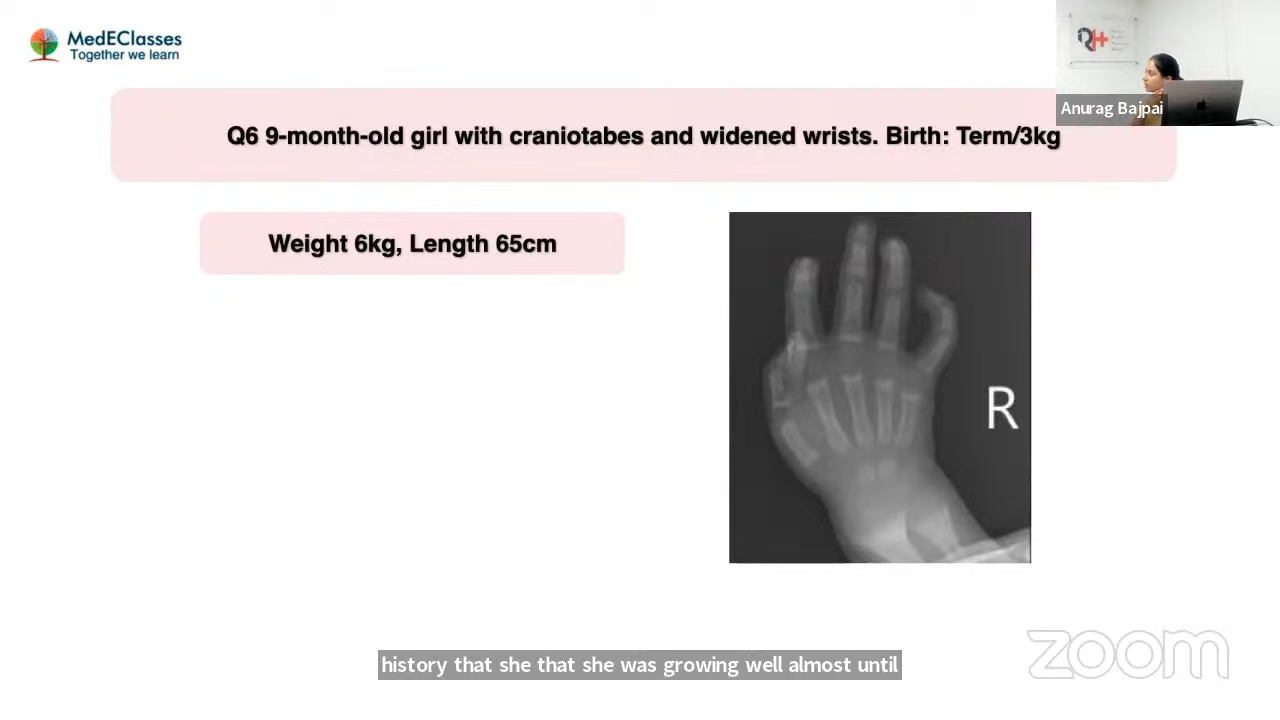 MedEClasses
Together we learn
Anurag Bajpai
Q6 9-month-old girl with craniotabes and widened wrists. Birth: Term/3kg
Weight 6kg, Length 65cm
R
history that she that she was growing well almost until
zoom